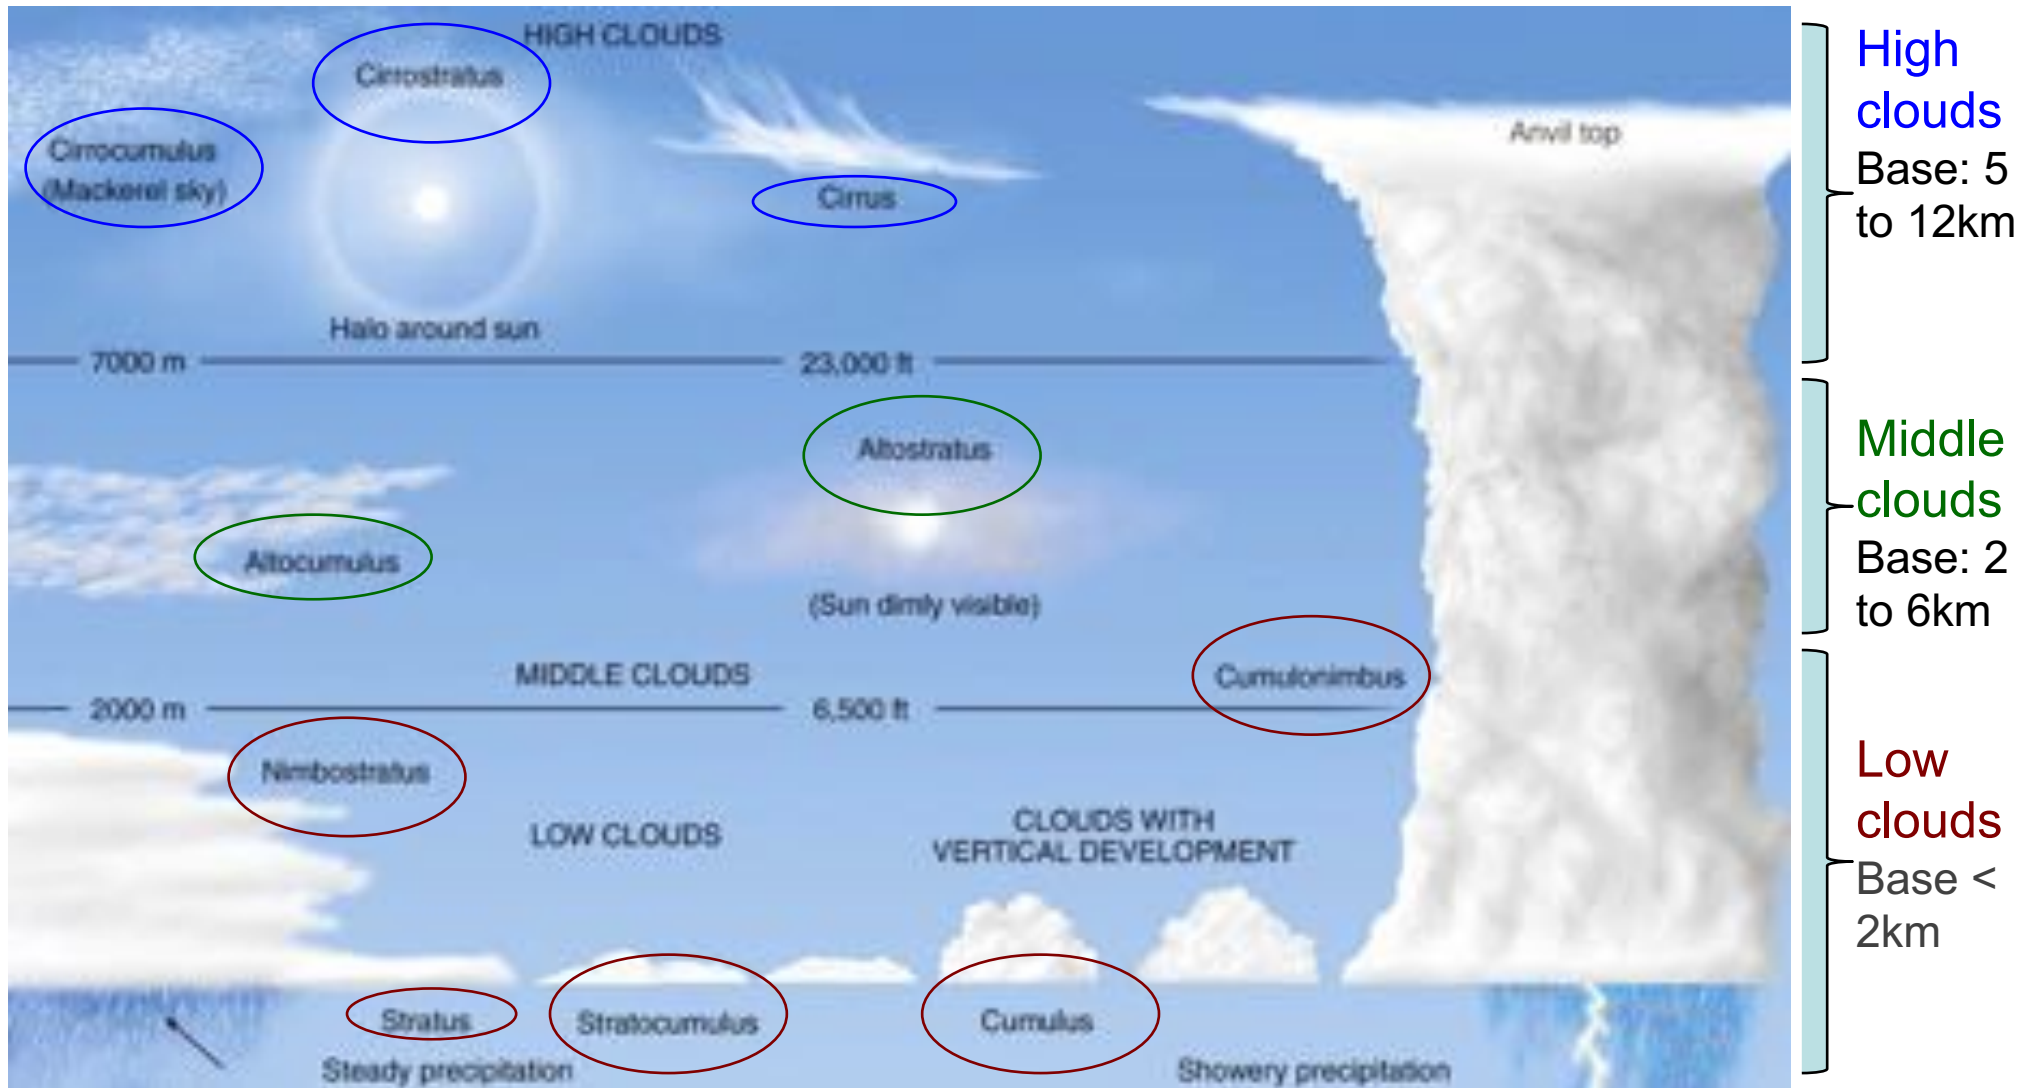 HIGH CLOUDS
Cirrostratus
Cirrocumulus
(Mackerel sky)
Cirrus
Anvil top
Halo around sun
7000 m
23,000 ft
Altostratus
Altocumulus
(Sun dimly visible)
MIDDLE CLOUDS
Cumulonimbus
2000 m
6,500 ft
Nimbostratus
LOW CLOUDS
CLOUDS WITH
VERTICAL DEVELOPMENT
Stratus
Stratocumulus
Cumulus
Steady precipitation
Showery precipitation
High
clouds
Base: 5
to 12km
Middle
clouds
Base: 2
to 6km
Low
clouds
Base <
2km